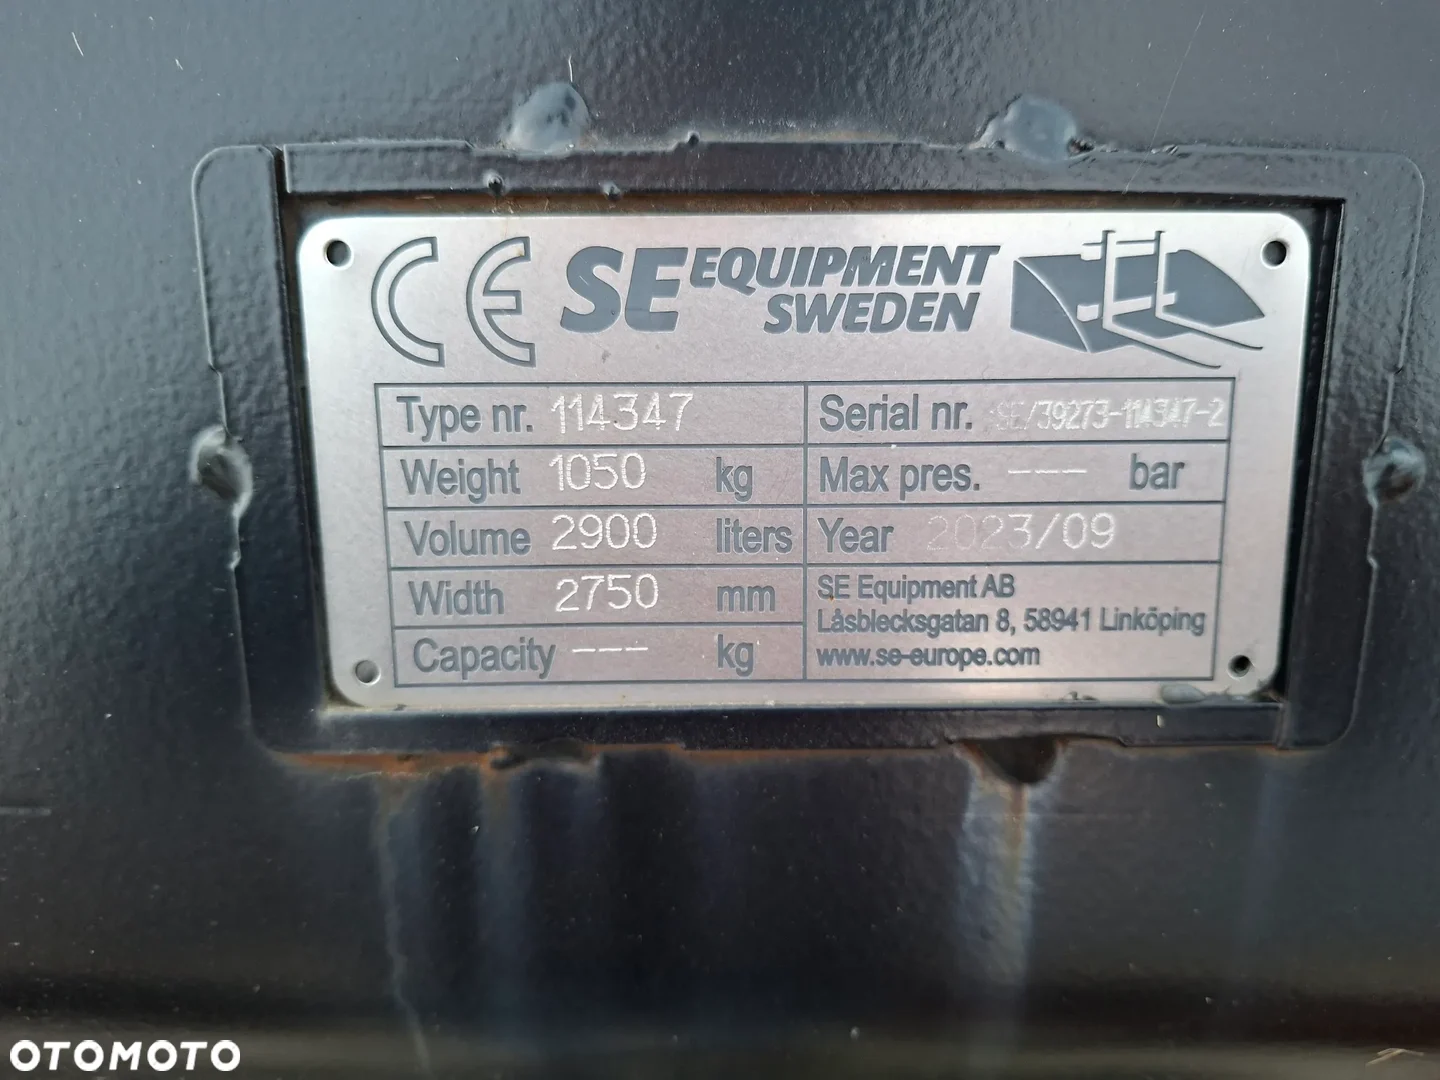 CE SE EQUIPMENT
SWEDEN
Type nr. 114347
Serial nr. SE/39273-114347-2
Weight 1050 kg
Max pres. --- bar
Volume 2900 liters
Year 2023/09
Width 2750 mm
Capacity --- kg
SE Equipment AB
Låsblecksgatan 8, 58941 Linköping
www.se-europe.com
OTOMOTO